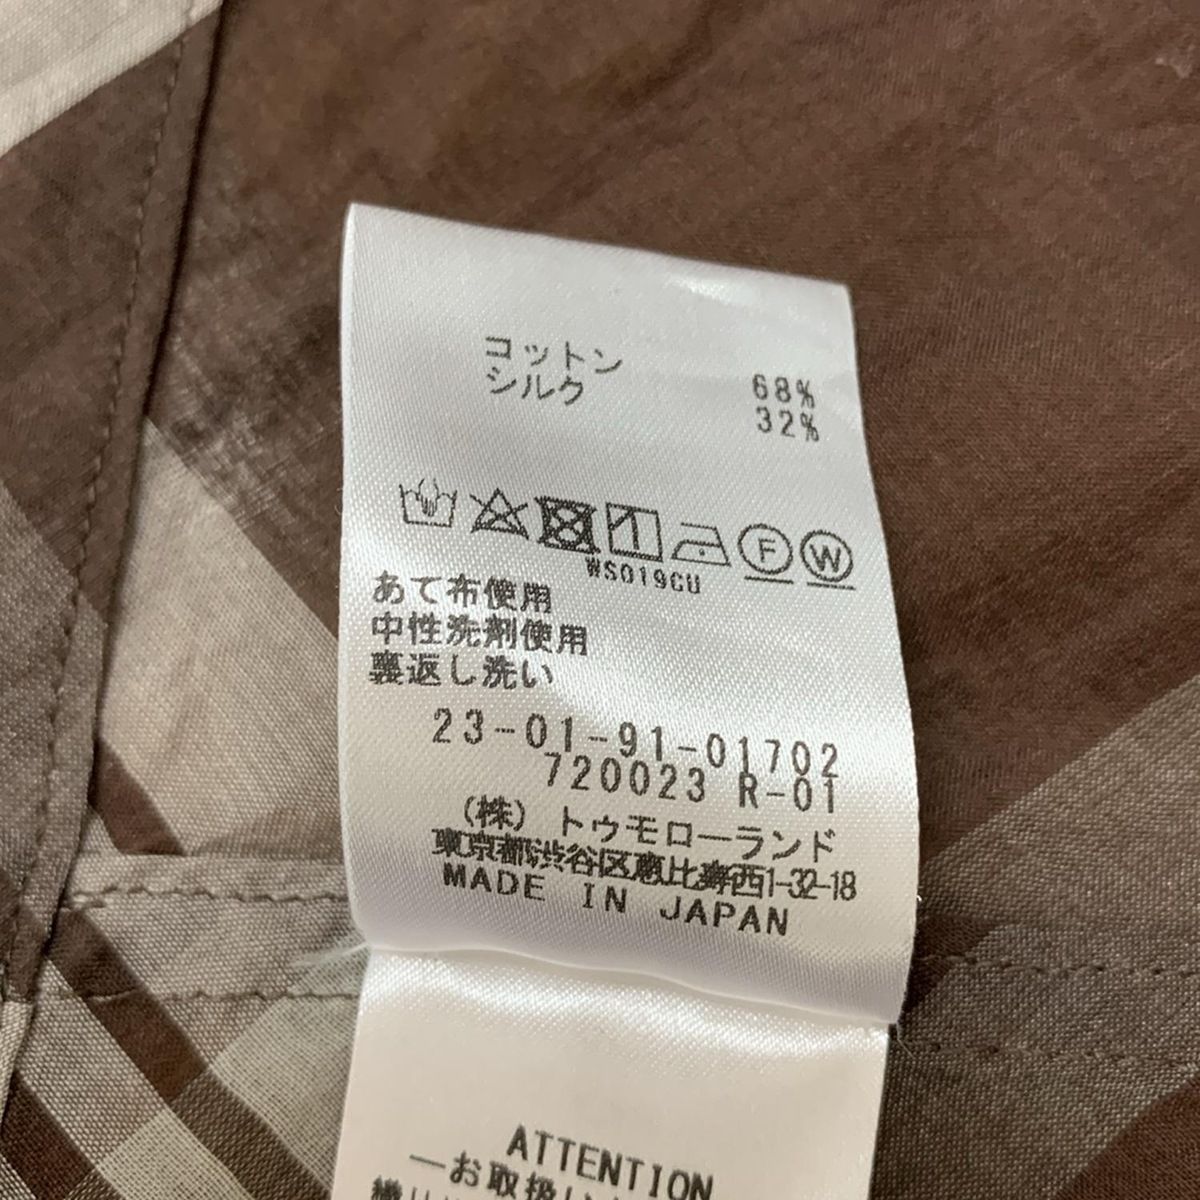 コットン 68%
シルク 32%
F W
WS019CU
あて布使用
中性洗剤使用
裏返し洗い
23-01-91-01702
720023 R-01
(株) トゥモローランド
東京都渋谷区恵比寿西1-32-18
MADE IN JAPAN
ATTENTION
―お取扱い